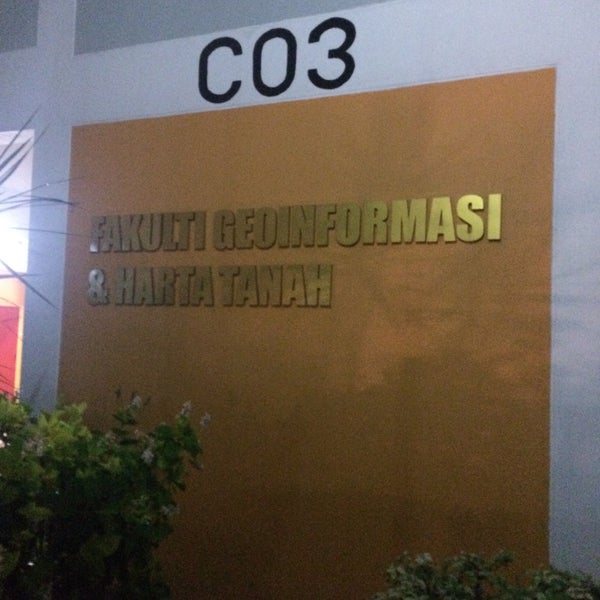 C03
FAKULTI GEOINFORMASI
& HARTA TANAH